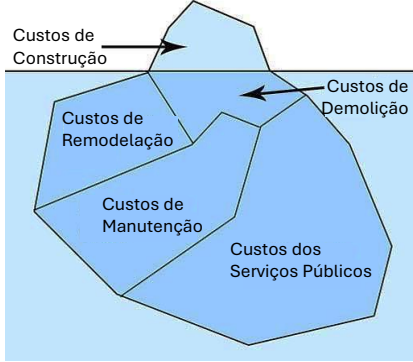 Custos de
Construção
Custos de
Demolição
Custos de
Remodelação
Custos de
Manutenção
Custos dos
Serviços Públicos